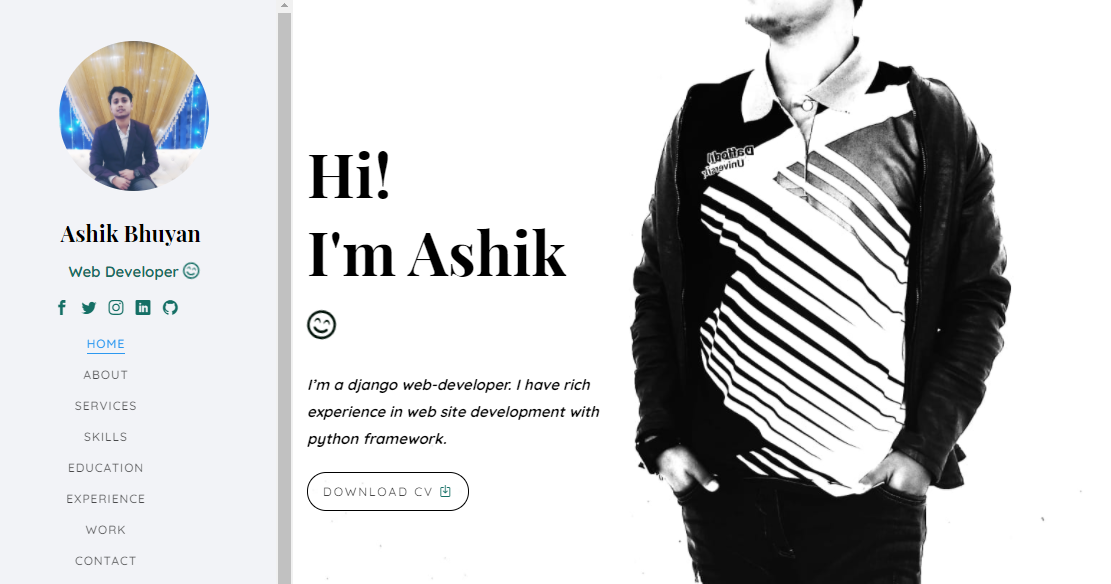 Ashik Bhuyan
Web Developer
HOME
ABOUT
SERVICES
SKILLS
EDUCATION
EXPERIENCE
WORK
CONTACT
Hi!
I'm Ashik
I'm a django web-developer. I have rich
experience in web site development with
python framework.
DOWNLOAD CV
Daffodil